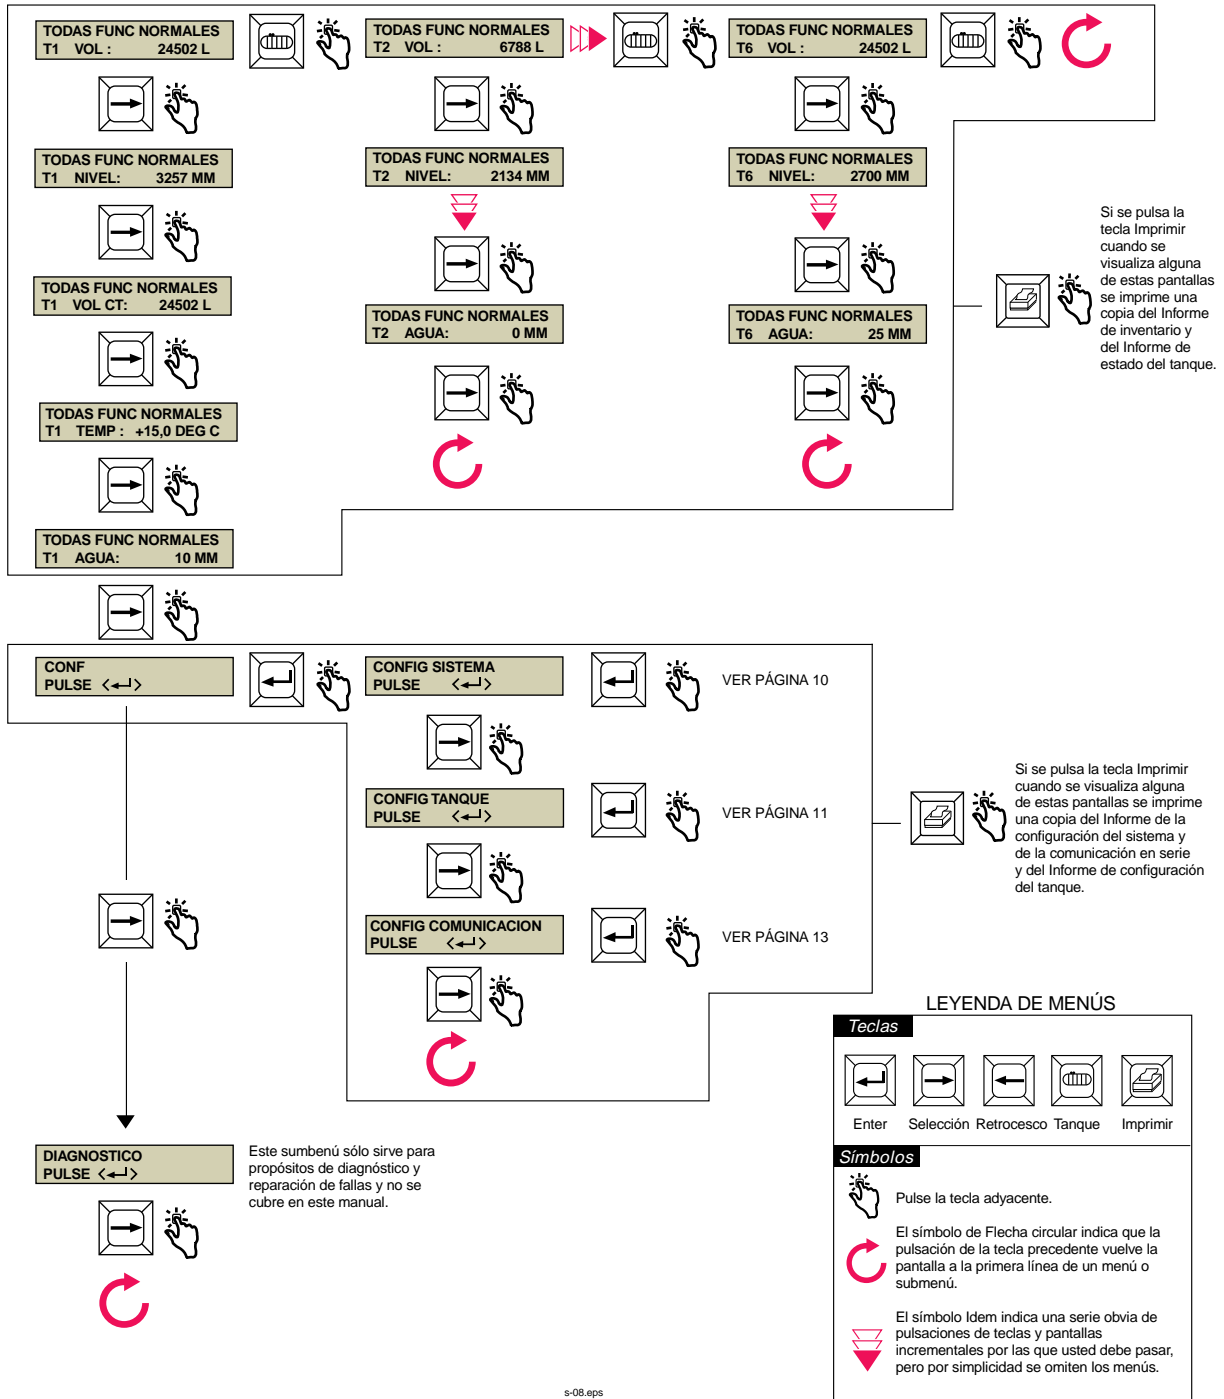 TODAS FUNC NORMALES
T1 VOL : 24502 L
TODAS FUNC NORMALES
T2 VOL : 6788 L
TODAS FUNC NORMALES
T6 VOL : 24502 L
TODAS FUNC NORMALES
T1 NIVEL: 3257 MM
TODAS FUNC NORMALES
T2 NIVEL: 2134 MM
TODAS FUNC NORMALES
T6 NIVEL: 2700 MM
TODAS FUNC NORMALES
T1 VOL CT: 24502 L
TODAS FUNC NORMALES
T2 AGUA: 0 MM
TODAS FUNC NORMALES
T6 AGUA: 25 MM
Si se pulsa la
tecla Imprimir
cuando se
visualiza alguna
de estas pantallas
se imprime una
copia del Informe
de inventario y
del Informe de
estado del tanque.
TODAS FUNC NORMALES
T1 TEMP : +15,0 DEG C
TODAS FUNC NORMALES
T1 AGUA: 10 MM
CONF
PULSE <↵>
CONFIG SISTEMA
PULSE <↵>
VER PÁGINA 10
CONFIG TANQUE
PULSE <↵>
VER PÁGINA 11
CONFIG COMUNICACION
PULSE <↵>
VER PÁGINA 13
Si se pulsa la tecla Imprimir
cuando se visualiza alguna
de estas pantallas se imprime
una copia del Informe de la
configuración del sistema y
de la comunicación en serie
y del Informe de configuración
del tanque.
DIAGNOSTICO
PULSE <↵>
Este sumbenú sólo sirve para
propósitos de diagnóstico y
reparación de fallas y no se
cubre en este manual.
LEYENDA DE MENÚS
Teclas
Enter Selección Retrocesco Tanque Imprimir
Símbolos
Pulse la tecla adyacente.
El símbolo de Flecha circular indica que la
pulsación de la tecla precedente vuelve la
pantalla a la primera línea de un menú o
submenú.
El símbolo Idem indica una serie obvia de
pulsaciones de teclas y pantallas
incrementales por las que usted debe pasar,
pero por simplicidad se omiten los menús.
s-08.eps